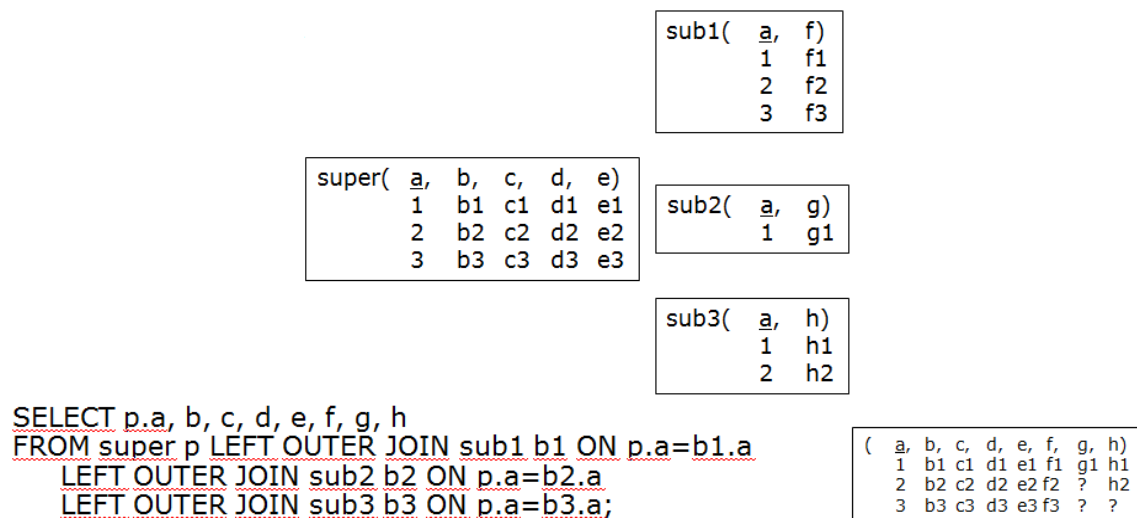 sub1( a, f)
1 f1
2 f2
3 f3
super( a, b, c, d, e)
1 b1 c1 d1 e1
2 b2 c2 d2 e2
3 b3 c3 d3 e3
sub2( a, g)
1 g1
sub3( a, h)
1 h1
2 h2
SELECT p.a, b, c, d, e, f, g, h
FROM super p LEFT OUTER JOIN sub1 b1 ON p.a=b1.a
LEFT OUTER JOIN sub2 b2 ON p.a=b2.a
LEFT OUTER JOIN sub3 b3 ON p.a=b3.a;
( a, b, c, d, e, f, g, h)
1 b1 c1 d1 e1 f1 g1 h1
2 b2 c2 d2 e2 f2 ? h2
3 b3 c3 d3 e3 f3 ? ?